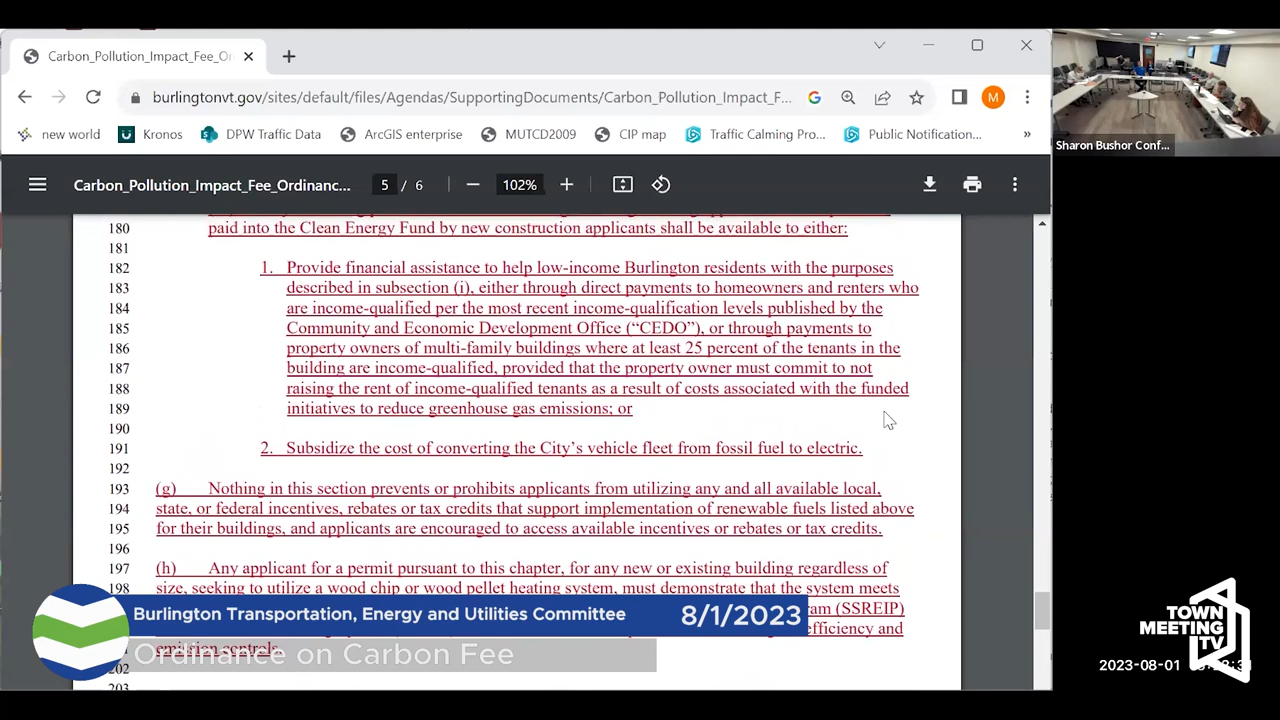 Carbon_Pollution_Impact_Fee_Or
burlingtonvt.gov/sites/default/files/Agendas/SupportingDocuments/Carbon_Pollution_Impact_F...
M
new world Kronos DPW Traffic Data ArcGIS enterprise MUTCD2009 CIP map Traffic Calming Pro... Public Notification... »
Carbon_Pollution_Impact_Fee_Ordinanc... 5 / 6 102%
Sharon Bushor Conf...
180 paid into the Clean Energy Fund by new construction applicants shall be available to either:
181
182 1. Provide financial assistance to help low-income Burlington residents with the purposes
183 described in subsection (i), either through direct payments to homeowners and renters who
184 are income-qualified per the most recent income-qualification levels published by the
185 Community and Economic Development Office (“CEDO”), or through payments to
186 property owners of multi-family buildings where at least 25 percent of the tenants in the
187 building are income-qualified, provided that the property owner must commit to not
188 raising the rent of income-qualified tenants as a result of costs associated with the funded
189 initiatives to reduce greenhouse gas emissions; or
190
191 2. Subsidize the cost of converting the City’s vehicle fleet from fossil fuel to electric.
192
193 (g) Nothing in this section prevents or prohibits applicants from utilizing any and all available local,
194 state, or federal incentives, rebates or tax credits that support implementation of renewable fuels listed above
195 for their buildings, and applicants are encouraged to access available incentives or rebates or tax credits.
196
197 (h) Any applicant for a permit pursuant to this chapter, for any new or existing building regardless of
198 size, seeking to utilize a wood chip or wood pellet heating system, must demonstrate that the system meets
(SSREIP)
efficiency and
emission controls.
202
203
Burlington Transportation, Energy and Utilities Committee 8/1/2023
Ordinance on Carbon Fee
TOWN
MEETING
TV
2023-08-01